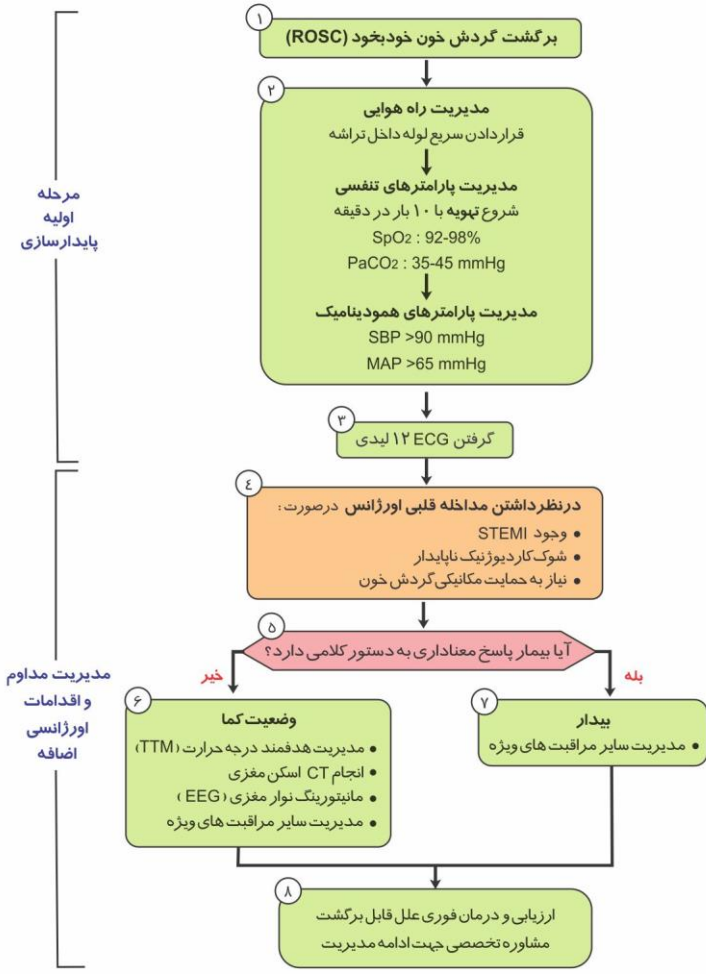 ۱
برگشت گردش خون خودبخود (ROSC)
۲
مدیریت راه هوایی
قراردادن سریع لوله داخل تراشه
مدیریت پارامترهای تنفسی
شروع تهویه با ۱۰ بار در دقیقه
SpO2 : 92-98%
PaCO2 : 35-45 mmHg
مدیریت پارامترهای همودینامیک
SBP >90 mmHg
MAP >65 mmHg
۳
گرفتن ECG ۱۲ لیدی
مرحله
اولیه
پایدارسازی
٤
درنظرداشتن مداخله قلبی اورژانس درصورت :
• وجود STEMI
• شوک کاردیوژنیک ناپایدار
• نیاز به حمایت مکانیکی گردش خون
۵
آیا بیمار پاسخ معناداری به دستور کلامی دارد؟
بله
خیر
۷
بیدار
• مدیریت سایر مراقبت های ویژه
۶
وضعیت کما
• مدیریت هدفمند درجه حرارت (TTM)
• انجام CT اسکن مغزی
• مانیتورینگ نوار مغزی (EEG)
• مدیریت سایر مراقبت های ویژه
مدیریت مداوم
و اقدامات
اورژانسی
اضافه
۸
ارزیابی و درمان فوری علل قابل برگشت
مشاوره تخصصی جهت ادامه مدیریت